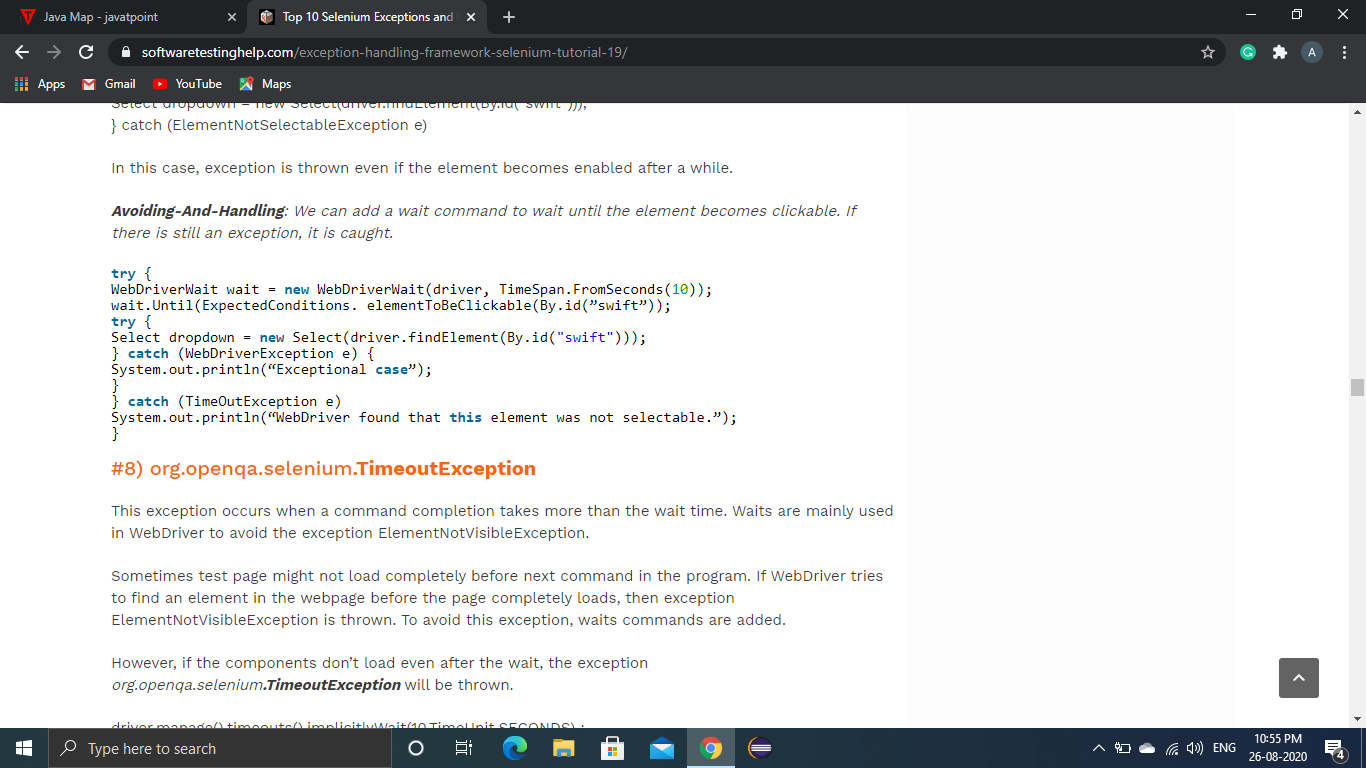 Java Map - javatpoint
Top 10 Selenium Exceptions and
softwaretestinghelp.com/exception-handling-framework-selenium-tutorial-19/
A
Apps
Gmail
YouTube
Maps
Select dropdown = new Select(driver.findElement(By.id("swift")));
} catch (ElementNotSelectableException e)
In this case, exception is thrown even if the element becomes enabled after a while.
Avoiding-And-Handling: We can add a wait command to wait until the element becomes clickable. If
there is still an exception, it is caught.
try {
WebDriverWait wait = new WebDriverWait(driver, TimeSpan.FromSeconds(10));
wait.Until(ExpectedConditions. elementToBeClickable(By.id(”swift”));
try {
Select dropdown = new Select(driver.findElement(By.id("swift")));
} catch (WebDriverException e) {
System.out.println(“Exceptional case”);
}
} catch (TimeOutException e)
System.out.println(“WebDriver found that this element was not selectable.”);
}
#8) org.openqa.selenium.TimeoutException
This exception occurs when a command completion takes more than the wait time. Waits are mainly used
in WebDriver to avoid the exception ElementNotVisibleException.
Sometimes test page might not load completely before next command in the program. If WebDriver tries
to find an element in the webpage before the page completely loads, then exception
ElementNotVisibleException is thrown. To avoid this exception, waits commands are added.
However, if the components don’t load even after the wait, the exception
org.openqa.selenium.TimeoutException will be thrown.
driver.manage().timeouts().implicitlyWait(10,TimeUnit.SECONDS) ;
Type here to search
ENG
10:55 PM
26-08-2020
4